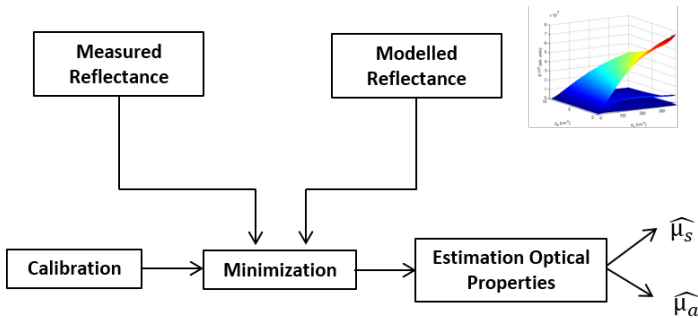 Measured
Reflectance
Modelled
Reflectance
Calibration
Minimization
Estimation Optical
Properties
μ̂ₛ
μ̂ₐ